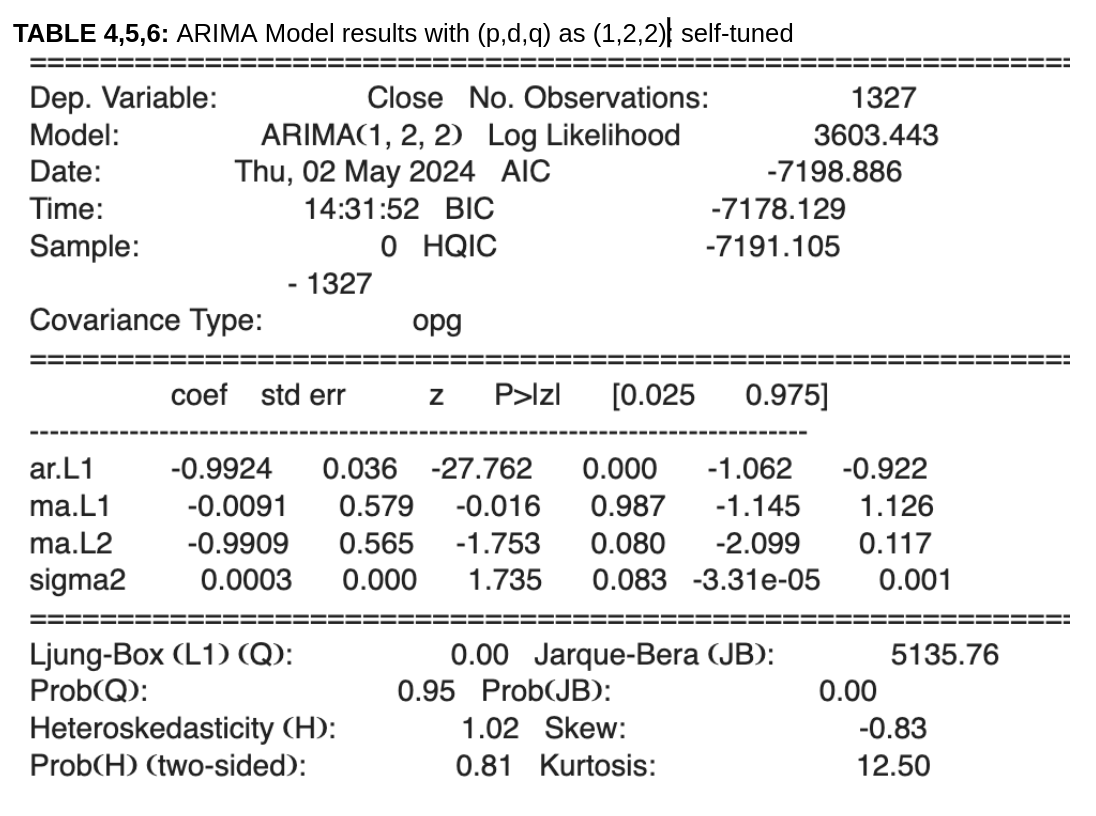 TABLE 4,5,6: ARIMA Model results with (p,d,q) as (1,2,2): self-tuned
==============================================================================
Dep. Variable: Close No. Observations: 1327
Model: ARIMA(1, 2, 2) Log Likelihood 3603.443
Date: Thu, 02 May 2024 AIC -7198.886
Time: 14:31:52 BIC -7178.129
Sample: 0 HQIC -7191.105
- 1327
Covariance Type: opg
==============================================================================
coef std err z P>|z| [0.025 0.975]
------------------------------------------------------------------------------
ar.L1 -0.9924 0.036 -27.762 0.000 -1.062 -0.922
ma.L1 -0.0091 0.579 -0.016 0.987 -1.145 1.126
ma.L2 -0.9909 0.565 -1.753 0.080 -2.099 0.117
sigma2 0.0003 0.000 1.735 0.083 -3.31e-05 0.001
==============================================================================
Ljung-Box (L1) (Q): 0.00 Jarque-Bera (JB): 5135.76
Prob(Q): 0.95 Prob(JB): 0.00
Heteroskedasticity (H): 1.02 Skew: -0.83
Prob(H) (two-sided): 0.81 Kurtosis: 12.50